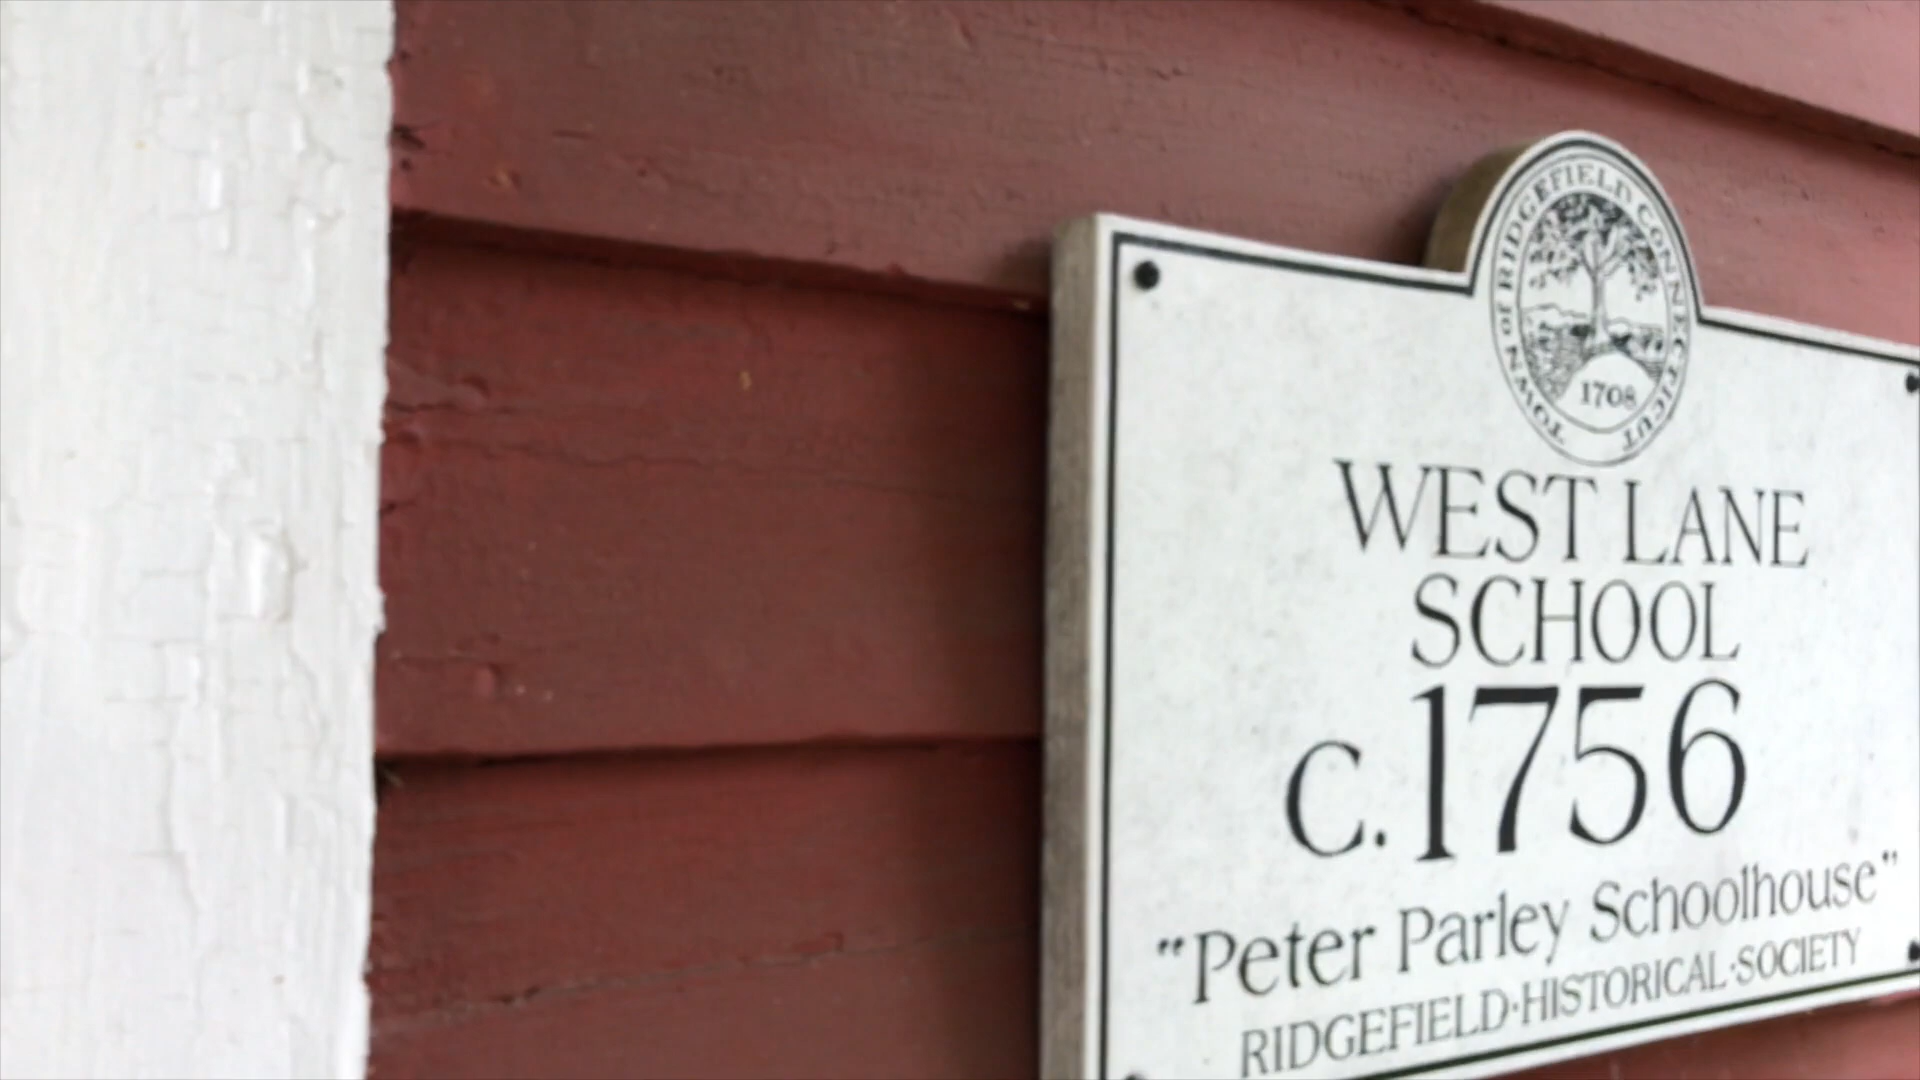 TOWN of RIDGEFIELD CONNECTICUT
1708
WEST LANE
SCHOOL
c.1756
"Peter Parley Schoolhouse"
RIDGEFIELD·HISTORICAL·SOCIETY